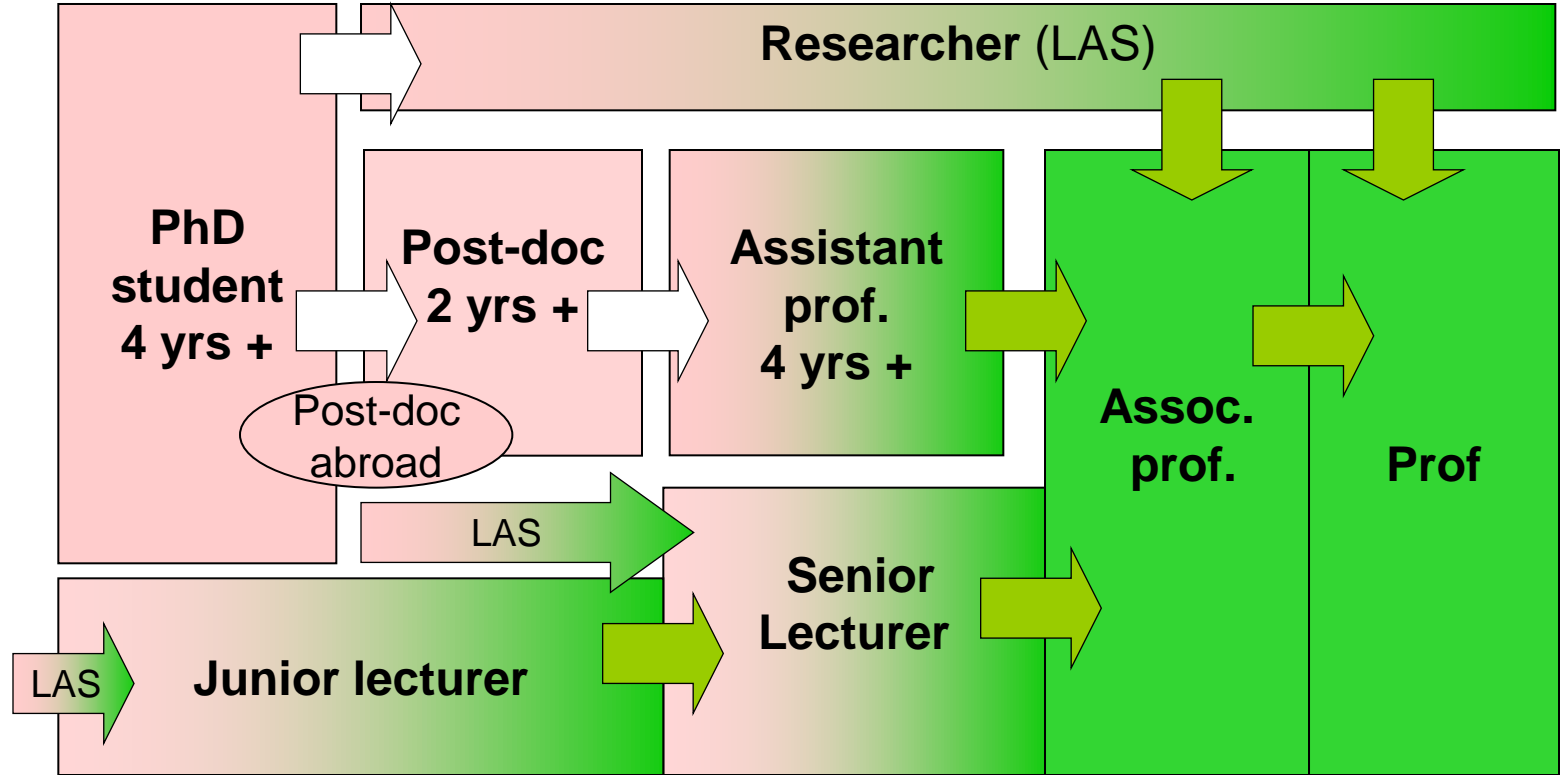 Researcher (LAS)
PhD
student
4 yrs +
Post-doc
2 yrs +
Assistant
prof.
4 yrs +
Post-doc
abroad
Assoc.
prof.
Prof
LAS
Senior
Lecturer
LAS
Junior lecturer